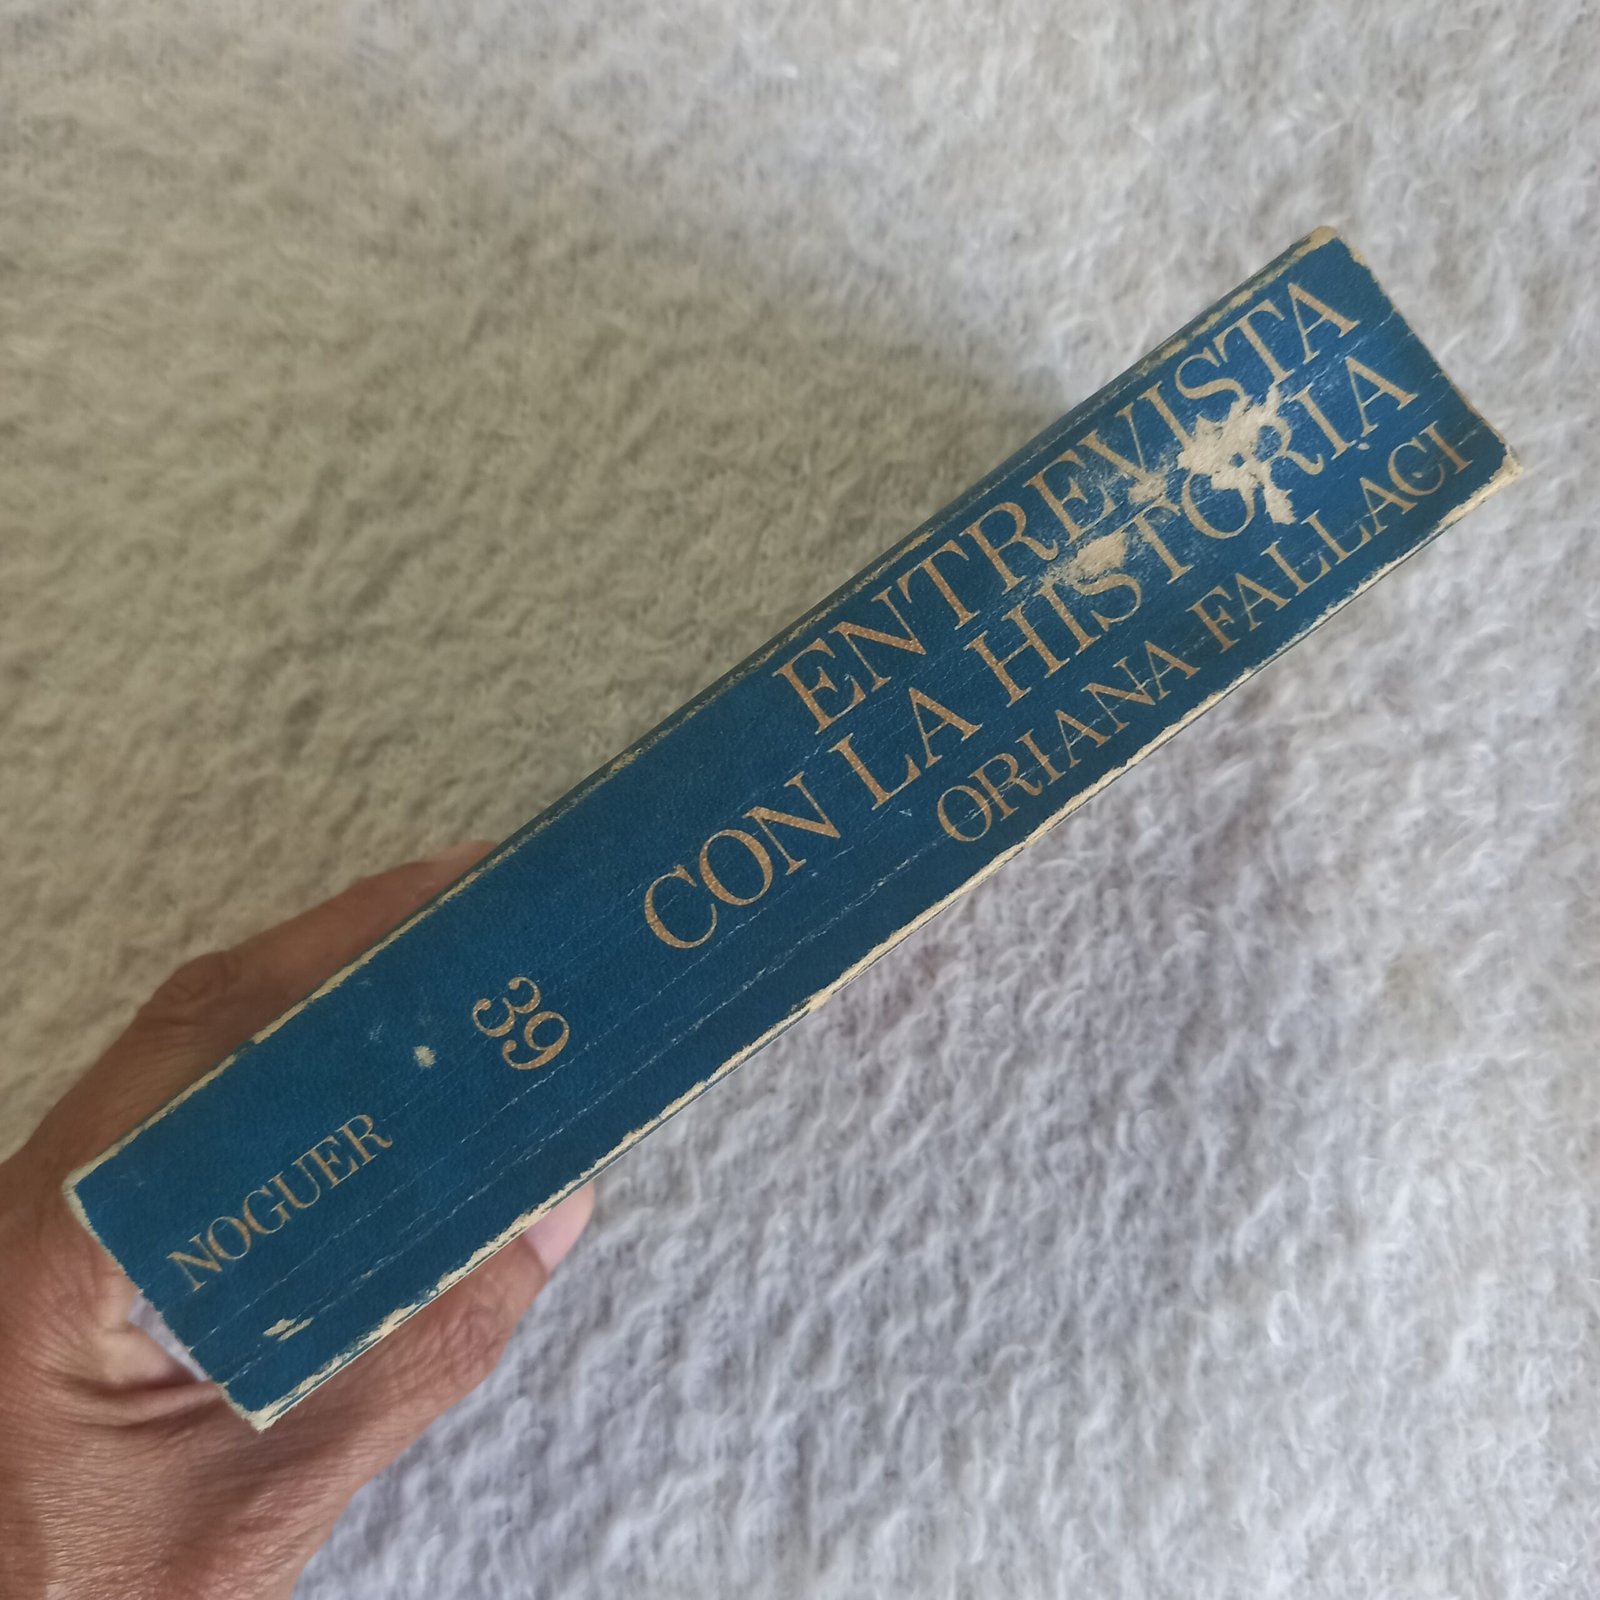 ENTREVISTA
CON LA HISTORIA
ORIANA FALLACI
39
NOGUER